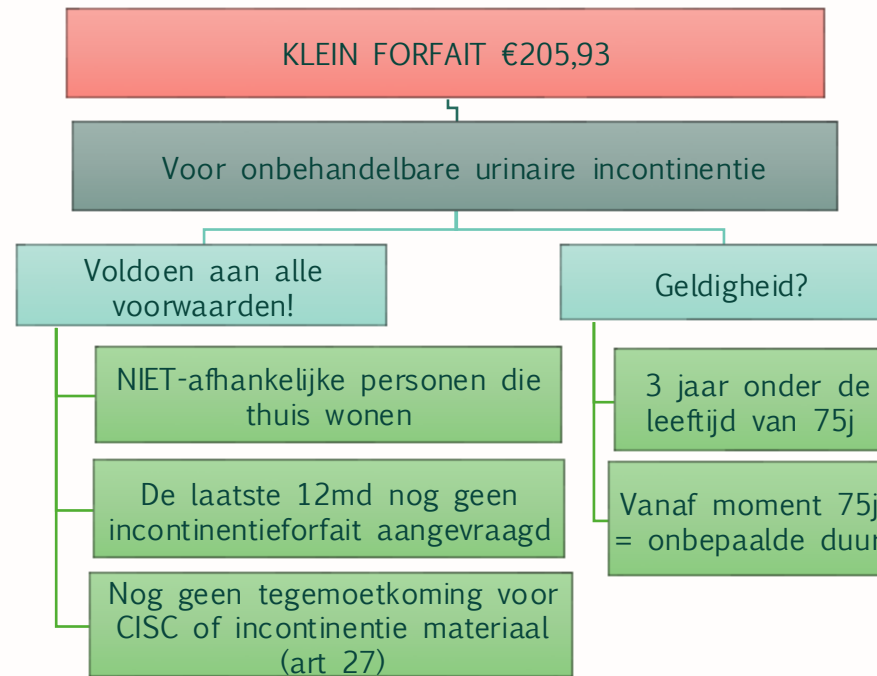 KLEIN FORFAIT €205,93
Voor onbehandelbare urinaire incontinentie
Voldoen aan alle
voorwaarden!
NIET-afhankelijke personen die
thuis wonen
De laatste 12md nog geen
incontinentieforfait aangevraagd
Nog geen tegemoetkoming voor
CISC of incontinentie materiaal
(art 27)
Geldigheid?
3 jaar onder de
leeftijd van 75j
Vanaf moment 75j
= onbepaalde duur